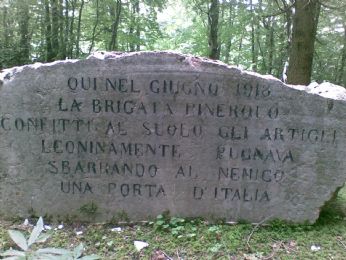 QUI NEL GIUGNO 1918
LA BRIGATA PINEROLO
CONFITTI AL SUOLO GLI ARTIGLI
LEONINAMENTE PUGNAVA
SBARRANDO AL NEMICO
UNA PORTA D'ITALIA